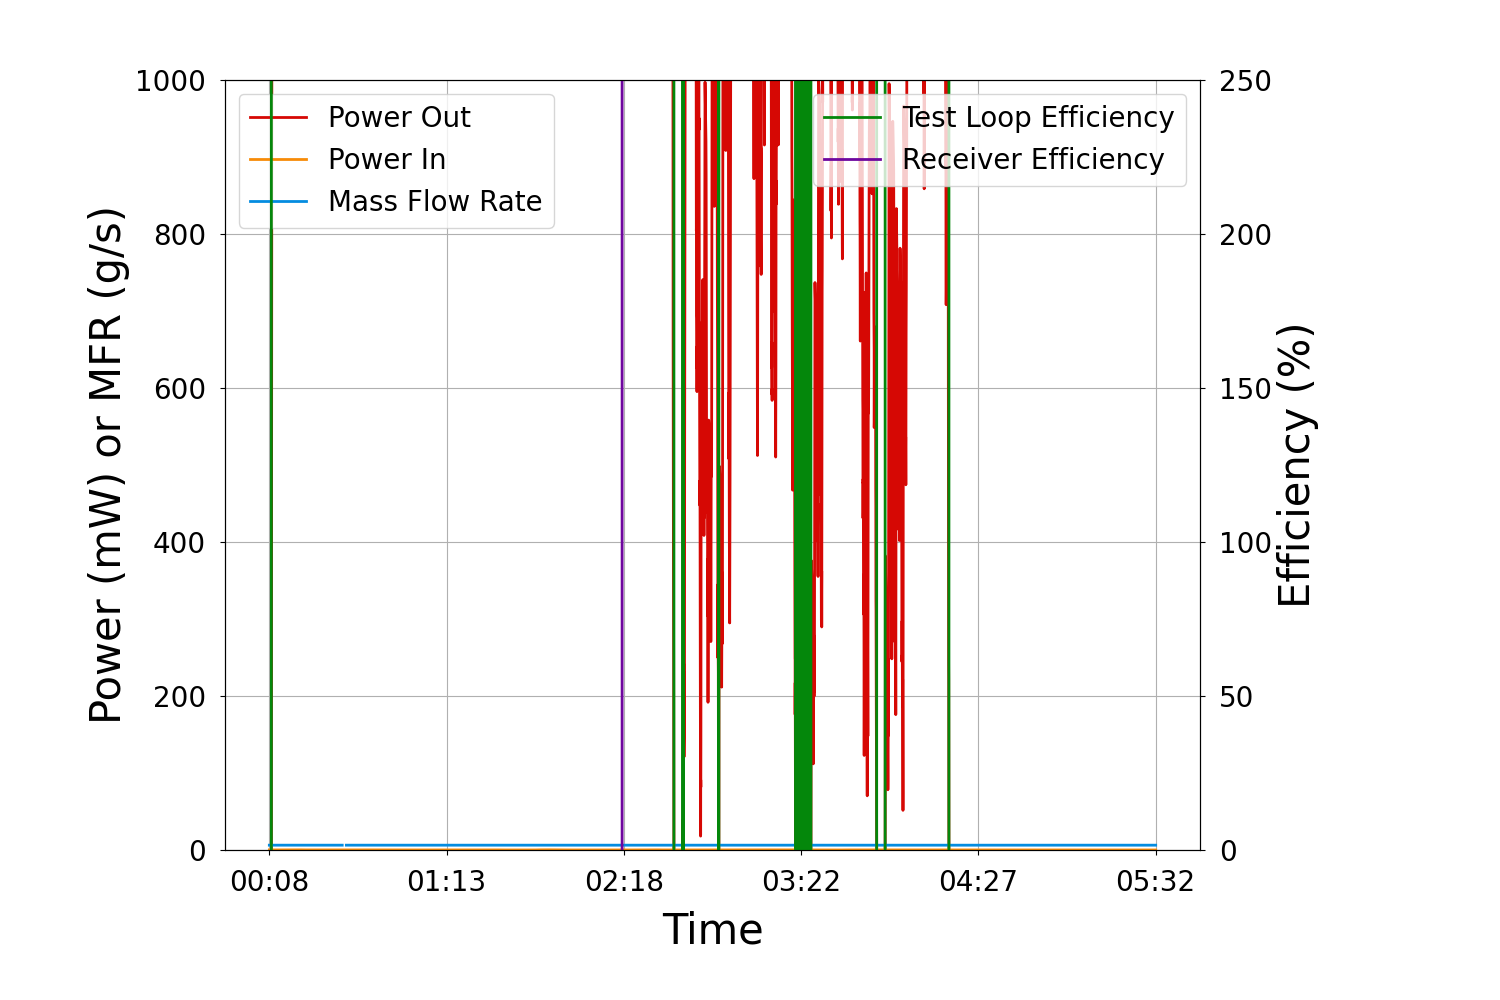 1000
800
600
400
200
0
Power (mW) or MFR (g/s)
Power Out
Power In
Mass Flow Rate
Test Loop Efficiency
Receiver Efficiency
250
200
150
100
50
0
Efficiency (%)
00:08 01:13 02:18 03:22 04:27 05:32
Time